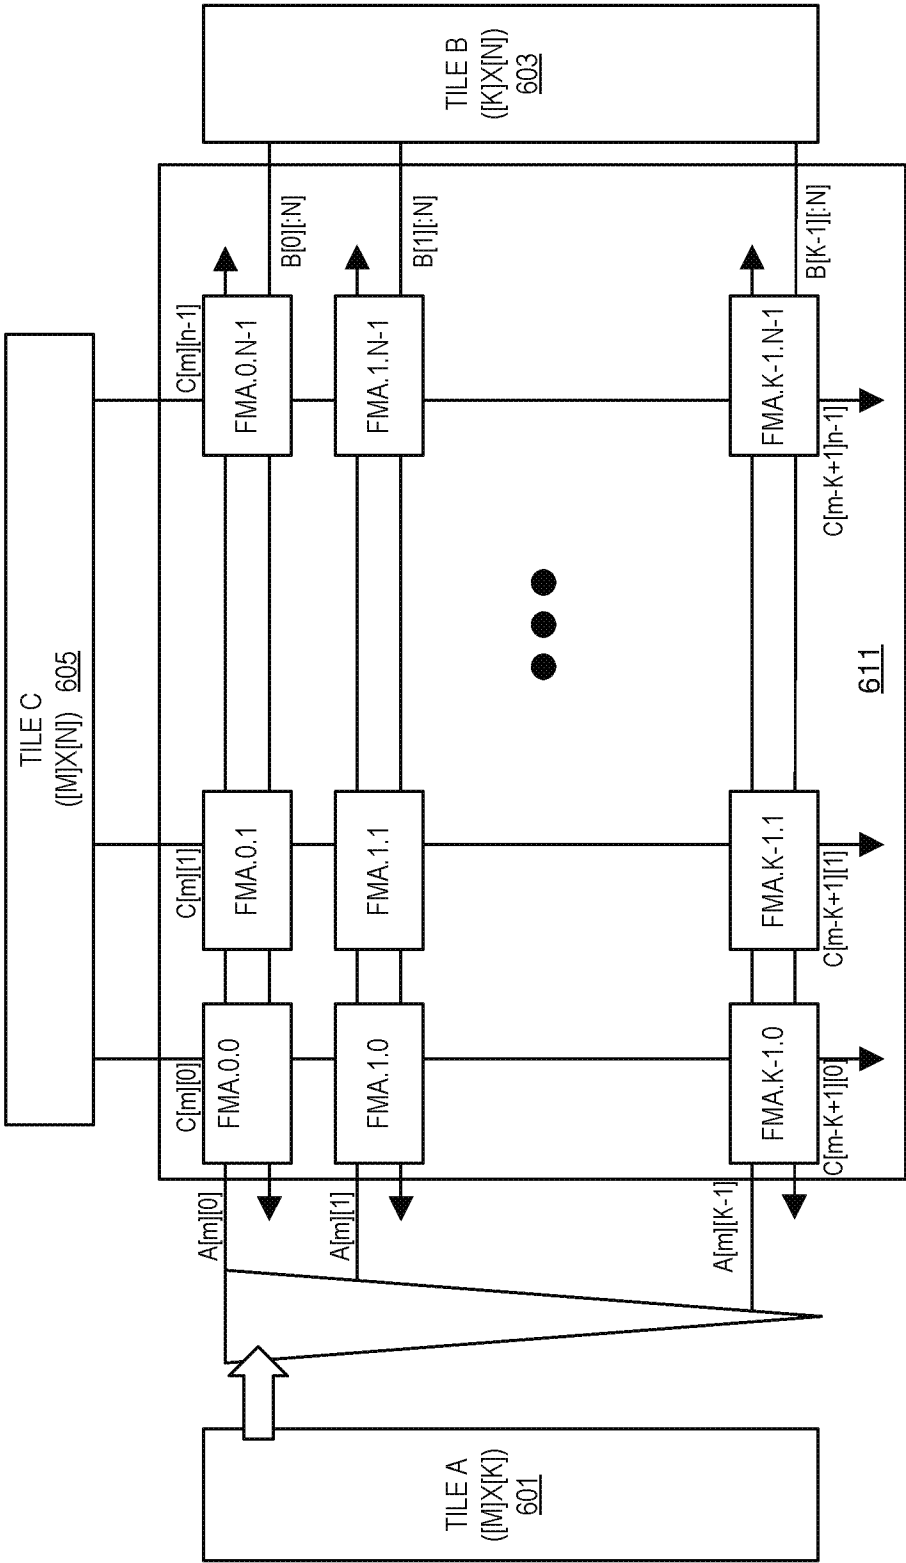 TILE C
([M]X[N]) 605
TILE A
([M]X[K])
601
TILE B
([K]X[N])
603
C[m][0]
C[m][1]
C[m][n-1]
A[m][0]
FMA.0.0
FMA.0.1
FMA.0.N-1
B[0][:N]
A[m][1]
FMA.1.0
FMA.1.1
FMA.1.N-1
B[1][:N]
A[m][K-1]
FMA.K-1.0
FMA.K-1.1
FMA.K-1.N-1
B[K-1][:N]
C[m-K+1][0]
C[m-K+1][1]
C[m-K+1]n-1]
611